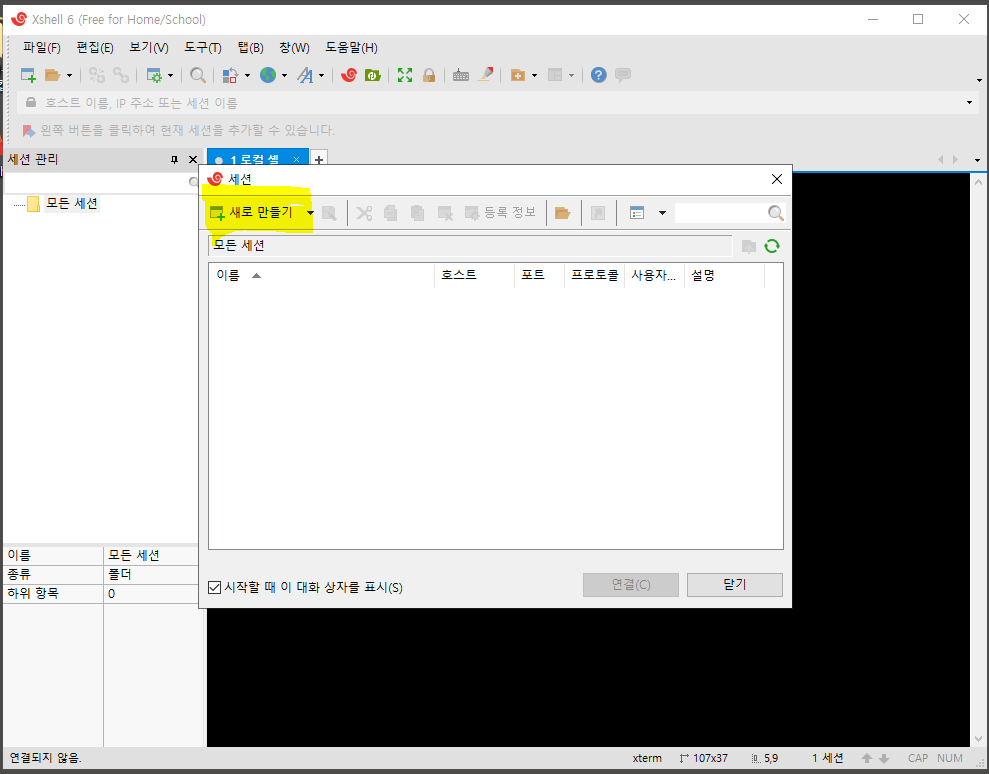 Xshell 6 (Free for Home/School)
파일(F) 편집(E) 보기(V) 도구(T) 탭(B) 창(W) 도움말(H)
호스트 이름, IP 주소 또는 세션 이름
왼쪽 버튼을 클릭하여 현재 세션을 추가할 수 있습니다.
세션 관리
1 로컬 셸
모든 세션
세션
새로 만들기
등록 정보
모든 세션
이름 호스트 포트 프로토콜 사용자... 설명
시작할 때 이 대화 상자를 표시(S)
연결(C) 닫기
이름 모든 세션
종류 폴더
하위 항목 0
연결되지 않음. xterm 107x37 5,9 1 세션 CAP NUM